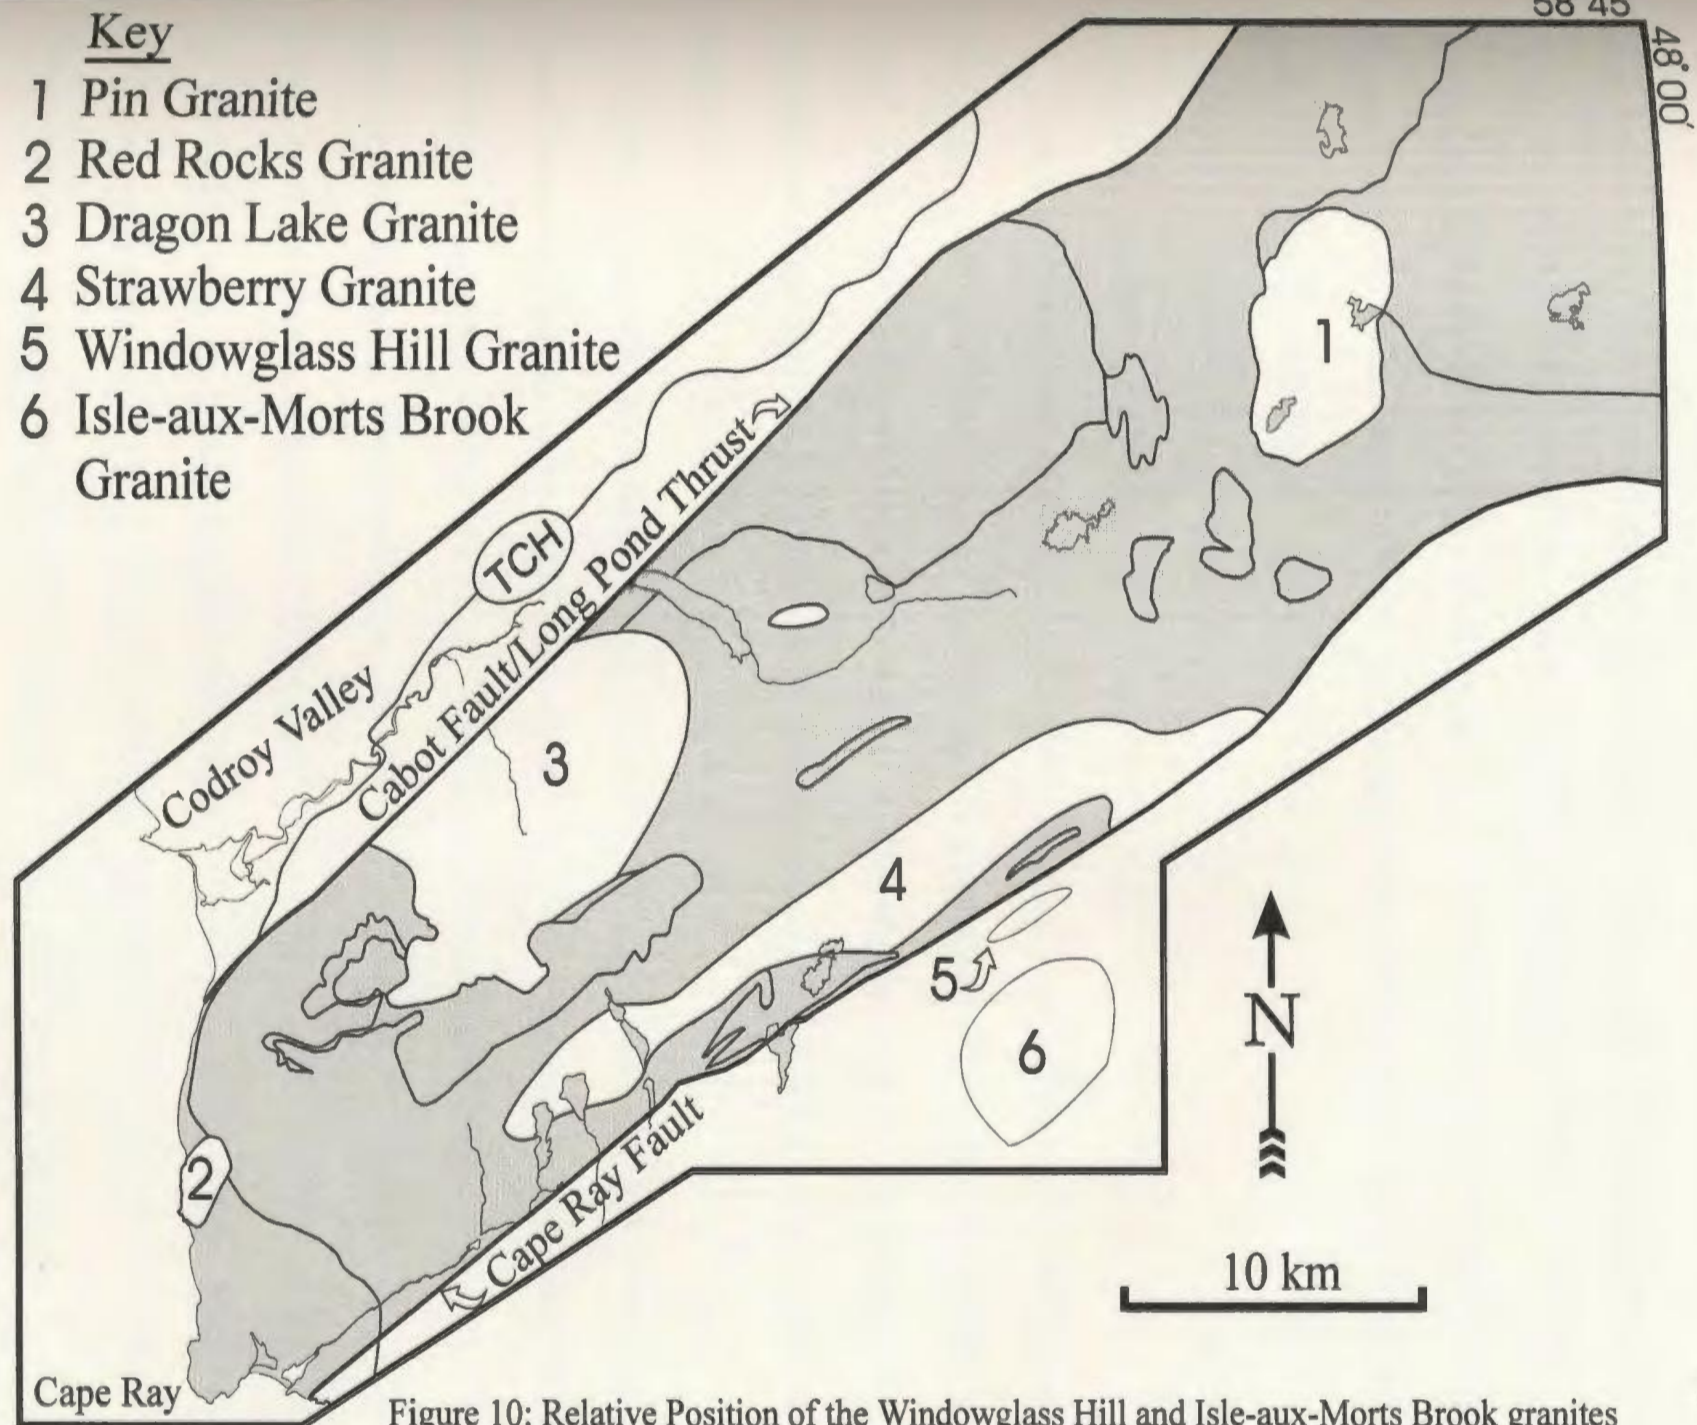 Key
1 Pin Granite
2 Red Rocks Granite
3 Dragon Lake Granite
4 Strawberry Granite
5 Windowglass Hill Granite
6 Isle-aux-Morts Brook
Granite
58 45
48° 00'
1
TCH
Cabot Fault/Long Pond Thrust
Codroy Valley
3
4
5
6
N
2
Cape Ray Fault
10 km
Cape Ray
Figure 10: Relative Position of the Windowglass Hill and Isle-aux-Morts Brook granites